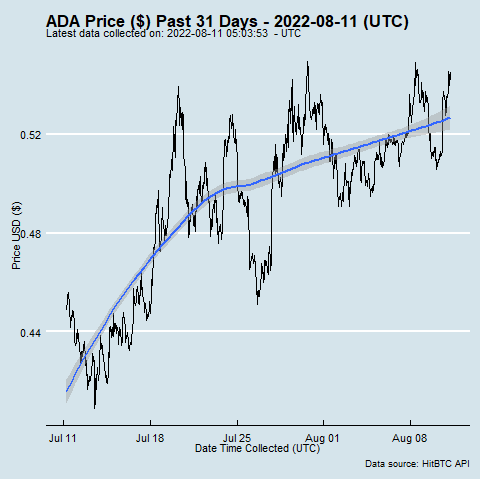 ADA Price ($) Past 31 Days - 2022-08-11 (UTC)
Latest data collected on: 2022-08-11 05:03:53  - UTC
0.52
0.48
0.44
Price USD ($)
Jul 11 Jul 18 Jul 25 Aug 01 Aug 08
Date Time Collected (UTC)
Data source: HitBTC API